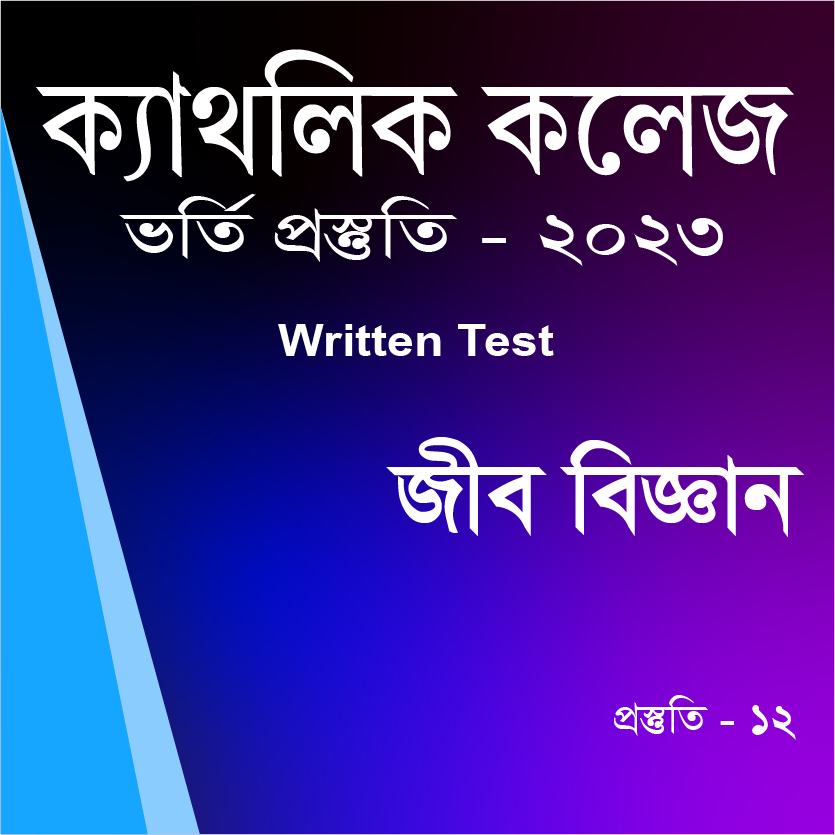 ক্যাথলিক কলেজ
ভর্তি প্রস্তুতি - ২০২৩
Written Test
জীব বিজ্ঞান
প্রস্তুতি - ১২